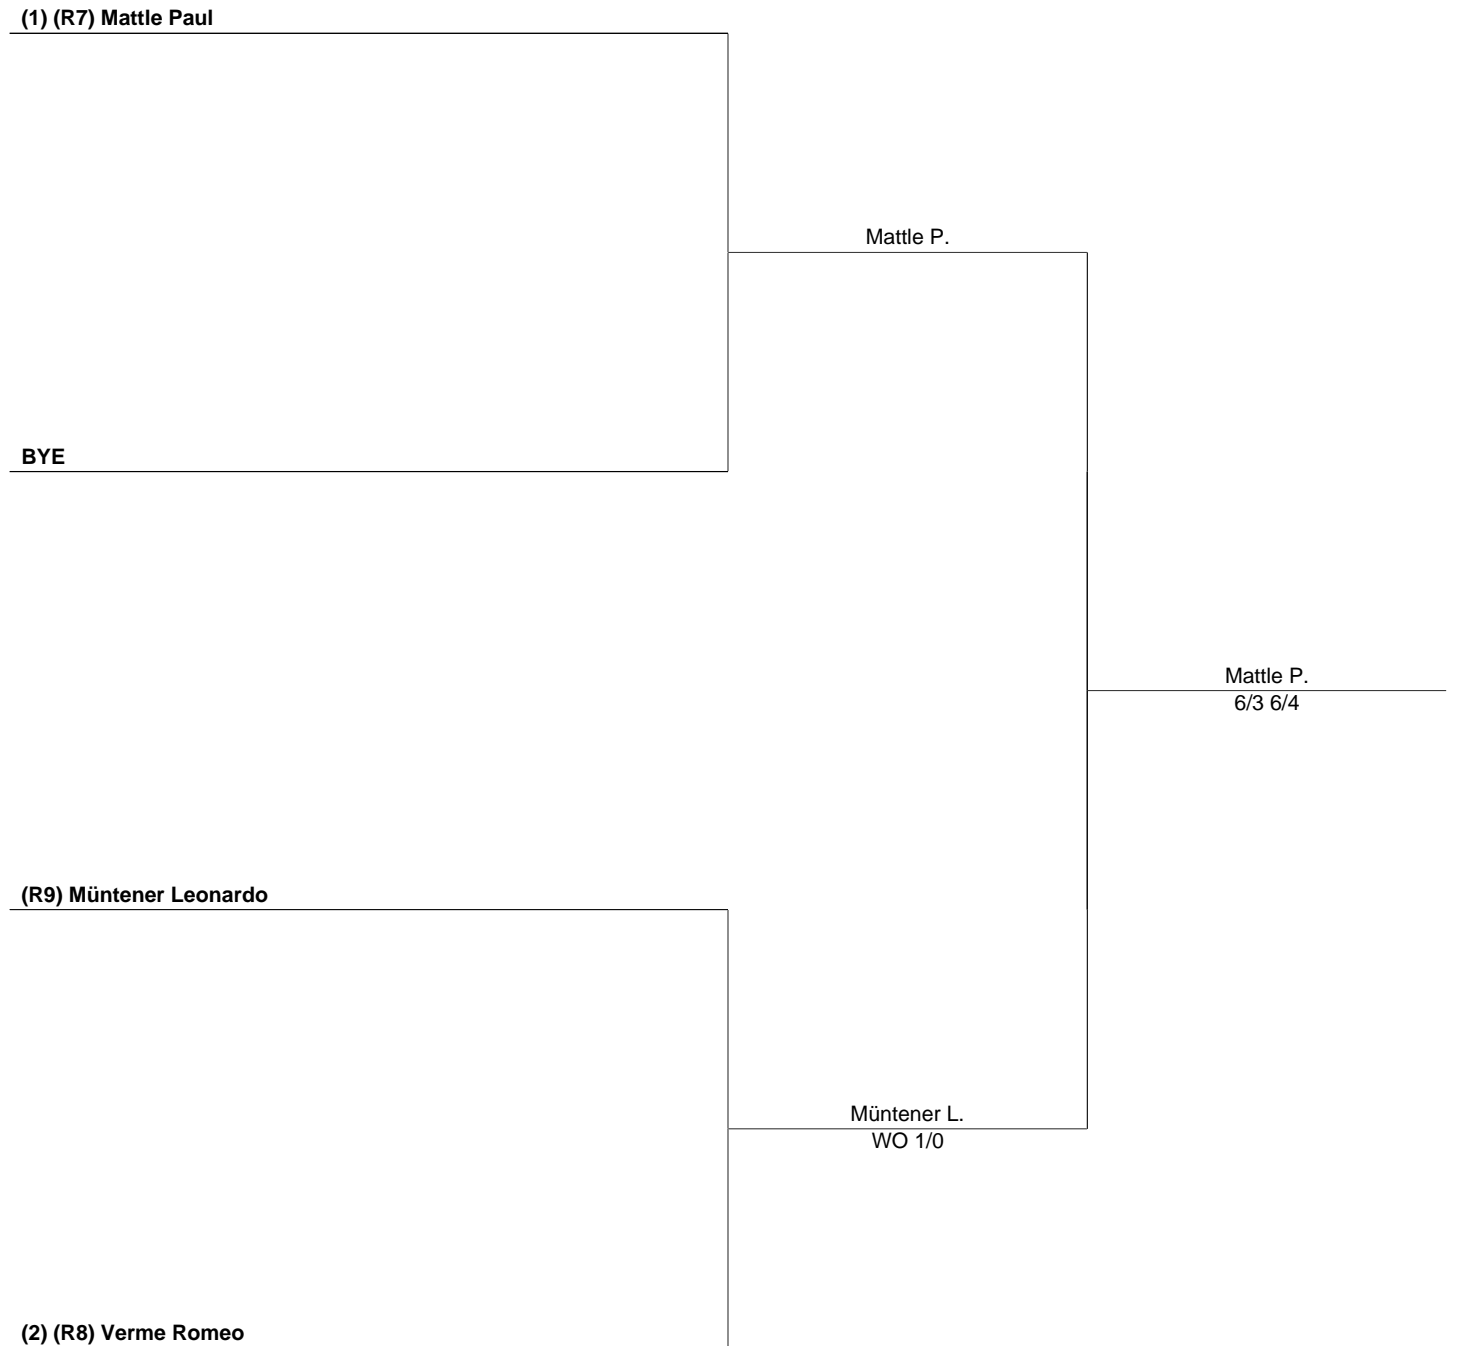 (1) (R7) Mattle Paul
Mattle P.
BYE
Mattle P.
6/3 6/4
(R9) Müntener Leonardo
Müntener L.
WO 1/0
(2) (R8) Verme Romeo